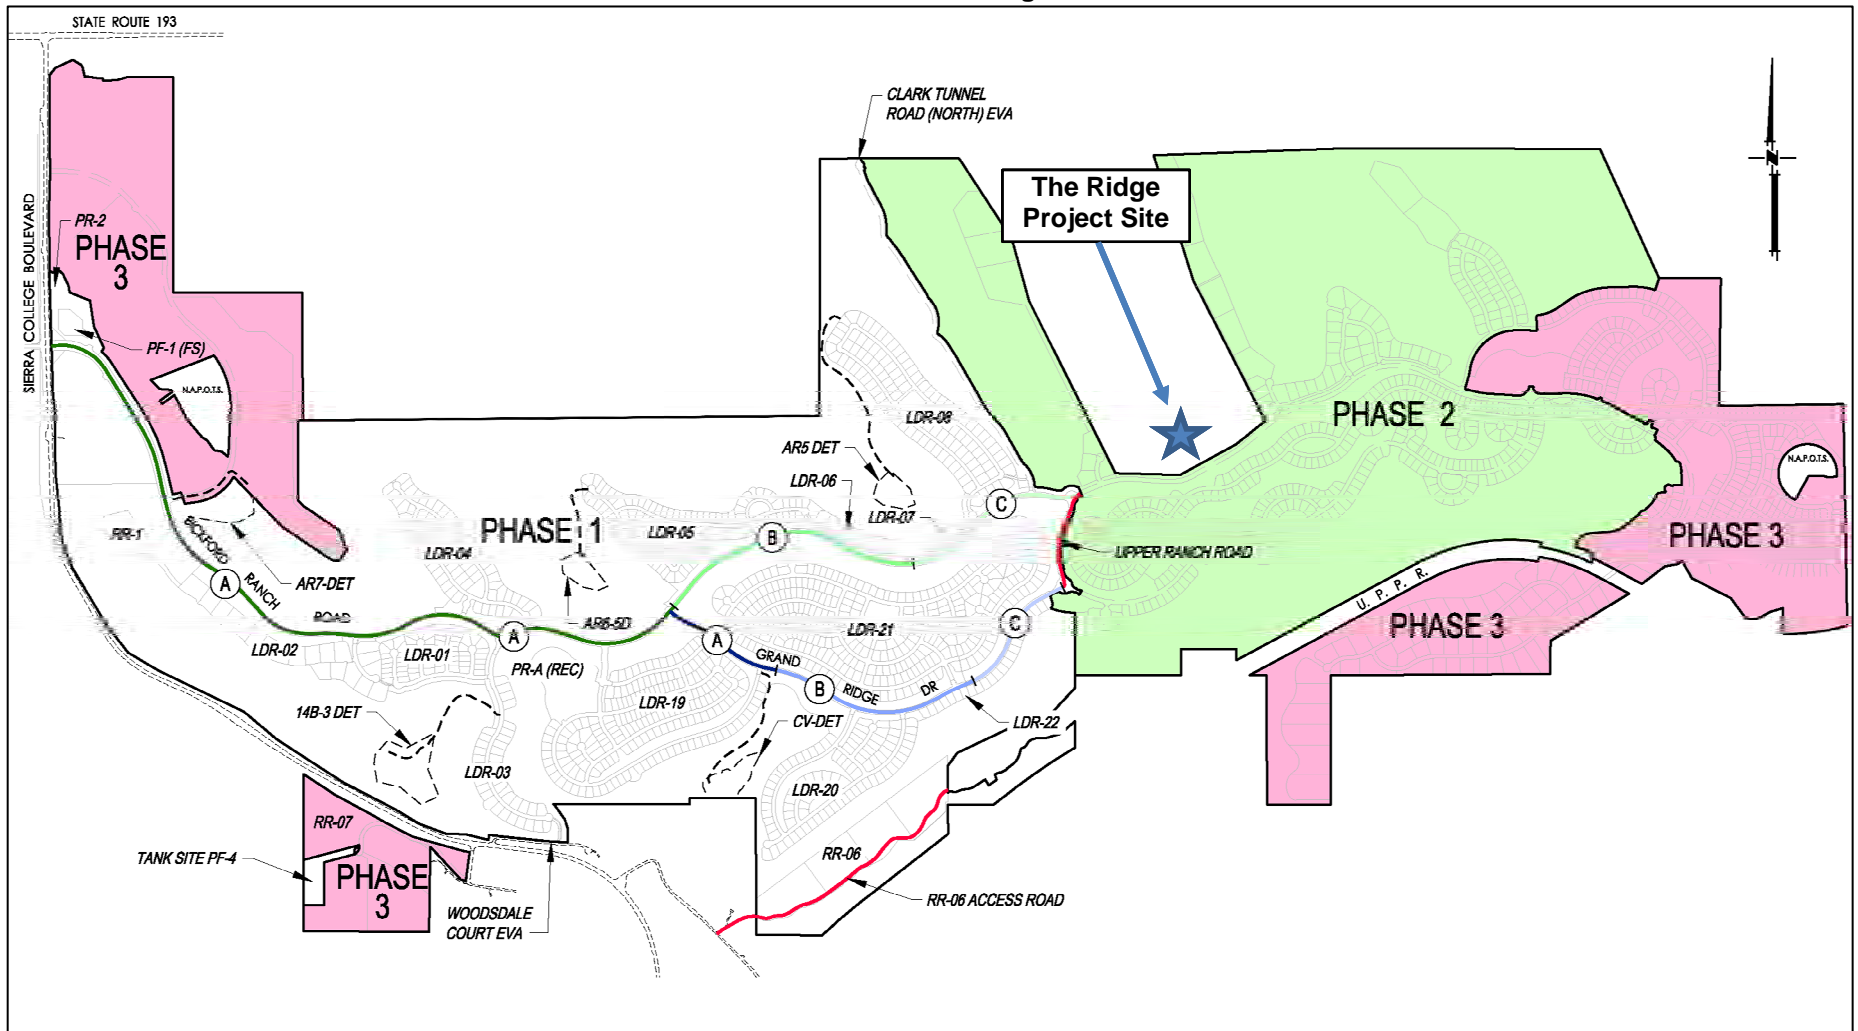 STATE ROUTE 193
CLARK TUNNEL
ROAD (NORTH) EVA
The Ridge
Project Site
N
SIERRA COLLEGE BOULEVARD
PR-2
PHASE
3
PF-1 (FS)
N.A.P.O.T.S.
LDR-08
PHASE 2
AR5 DET
LDR-06
N.A.P.O.T.S.
C
LDR-07
PHASE 1
LDR-05
B
RR-1
BICKFORD
RANCH
ROAD
LDR-04
UPPER RANCH ROAD
PHASE 3
A
AR7-DET
U. P. P. R.
AR6-5D
A
LDR-21
C
PHASE 3
LDR-02
LDR-01
PR-A (REC)
A
GRAND
RIDGE
DR
B
LDR-19
14B-3 DET
CV-DET
LDR-22
LDR-03
LDR-20
RR-07
RR-06
TANK SITE PF-4
PHASE
3
RR-06 ACCESS ROAD
WOODSDALE
COURT EVA